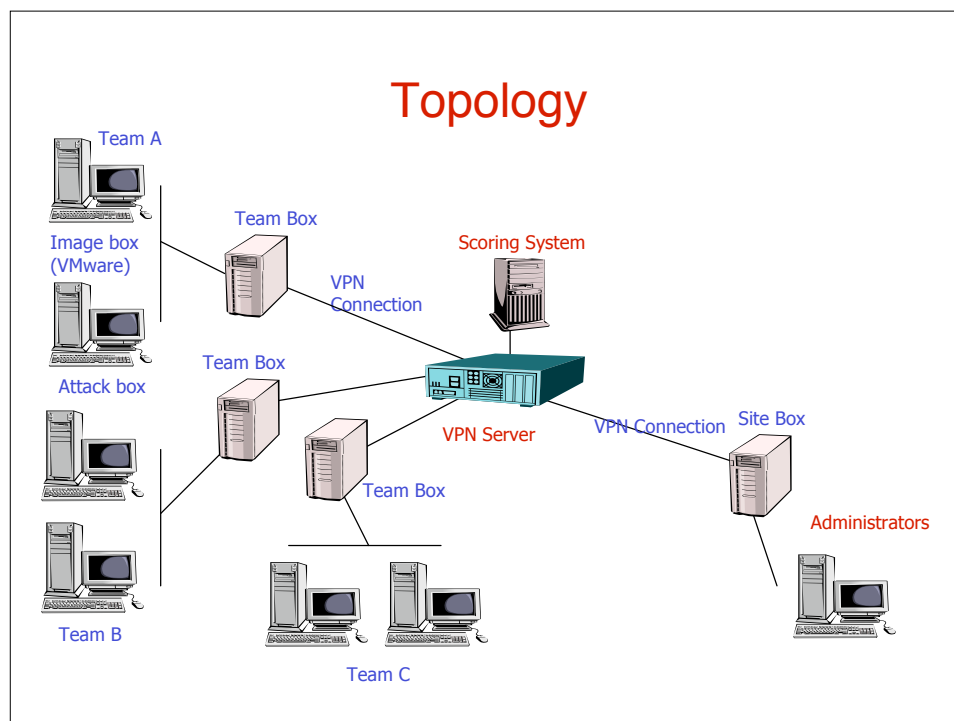 Topology
Team A
Team Box
Image box
(VMware)
VPN
Connection
Scoring System
Team Box
Attack box
VPN Server
VPN Connection
Site Box
Team Box
Administrators
Team B
Team C